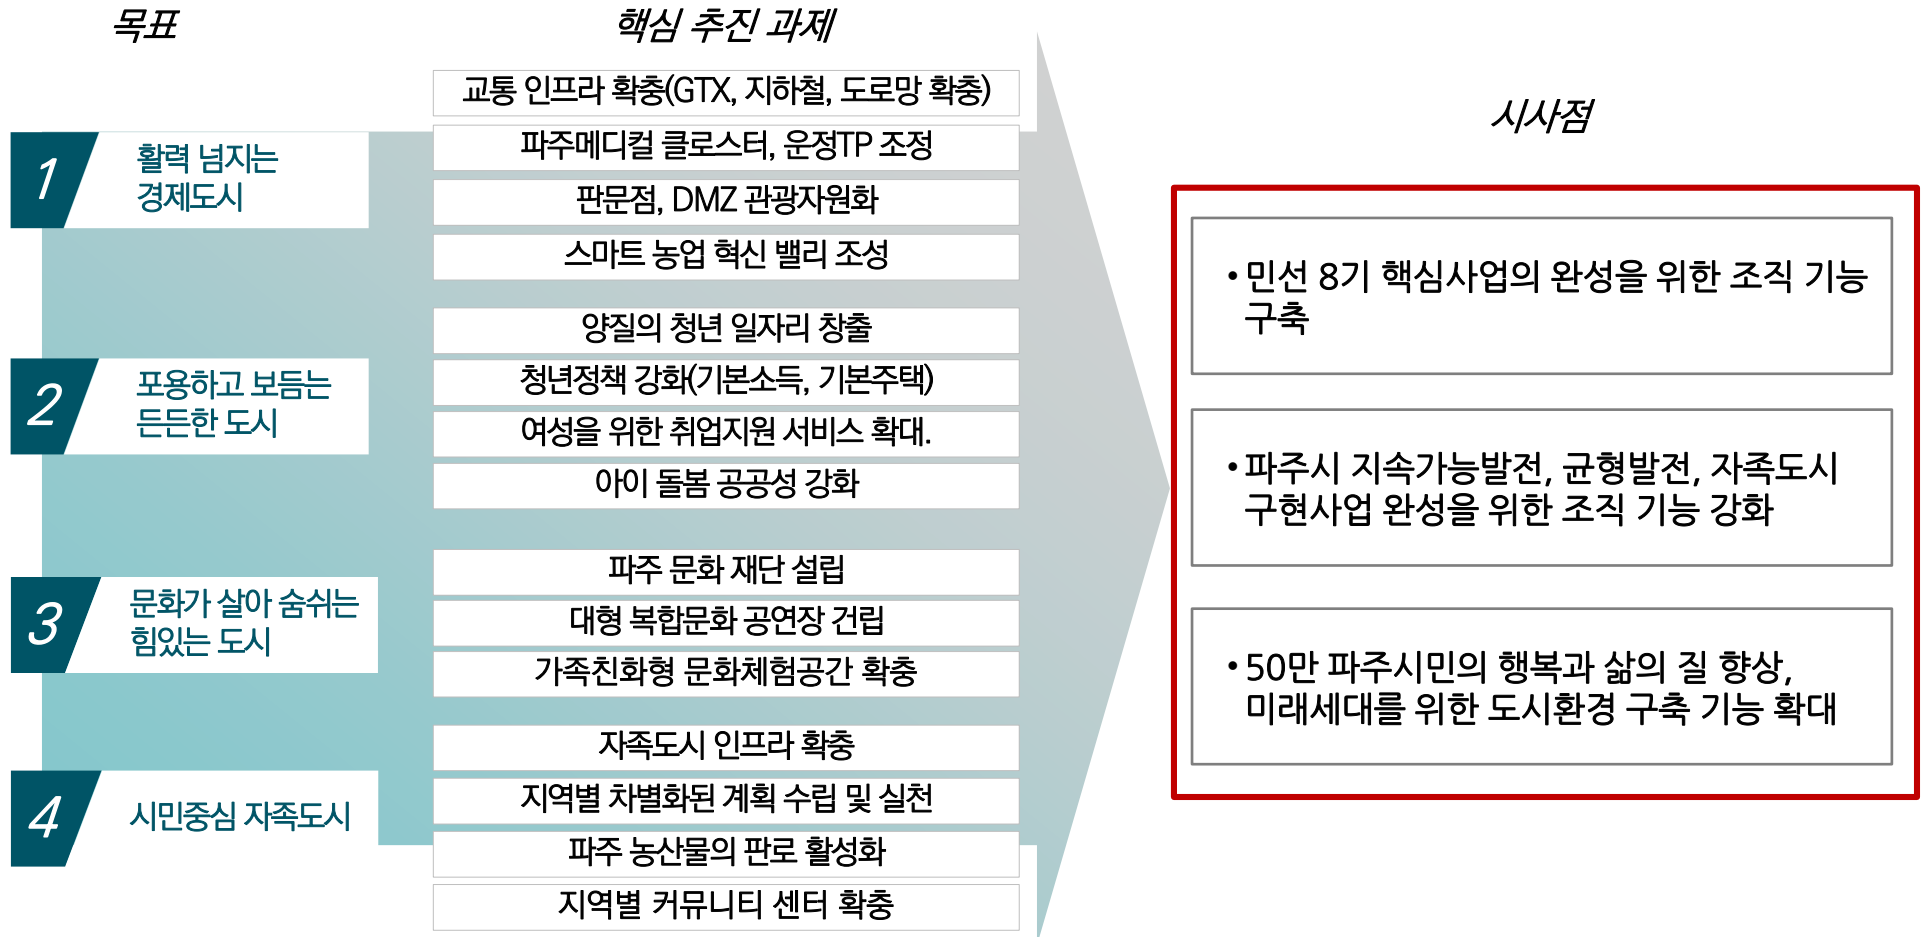 목표
핵심 추진 과제
시사점
1
활력 넘지는
경제도시
교통 인프라 확충(GTX, 지하철, 도로망 확충)
파주메디컬 클로스터, 운정TP 조정
판문점, DMZ 관광자원화
스마트 농업 혁신 밸리 조성
2
포용하고 보듬는
든든한 도시
양질의 청년 일자리 창출
청년정책 강화(기본소득, 기본주택)
여성을 위한 취업지원 서비스 확대.
아이 돌봄 공공성 강화
3
문화가 살아 숨쉬는
힘있는 도시
파주 문화 재단 설립
대형 복합문화 공연장 건립
가족친화형 문화체험공간 확충
4
시민중심 자족도시
자족도시 인프라 확충
지역별 차별화된 계획 수립 및 실천
파주 농산물의 판로 활성화
지역별 커뮤니티 센터 확충
• 민선 8기 핵심사업의 완성을 위한 조직 기능
구축
• 파주시 지속가능발전, 균형발전, 자족도시
구현사업 완성을 위한 조직 기능 강화
• 50만 파주시민의 행복과 삶의 질 향상,
미래세대를 위한 도시환경 구축 기능 확대